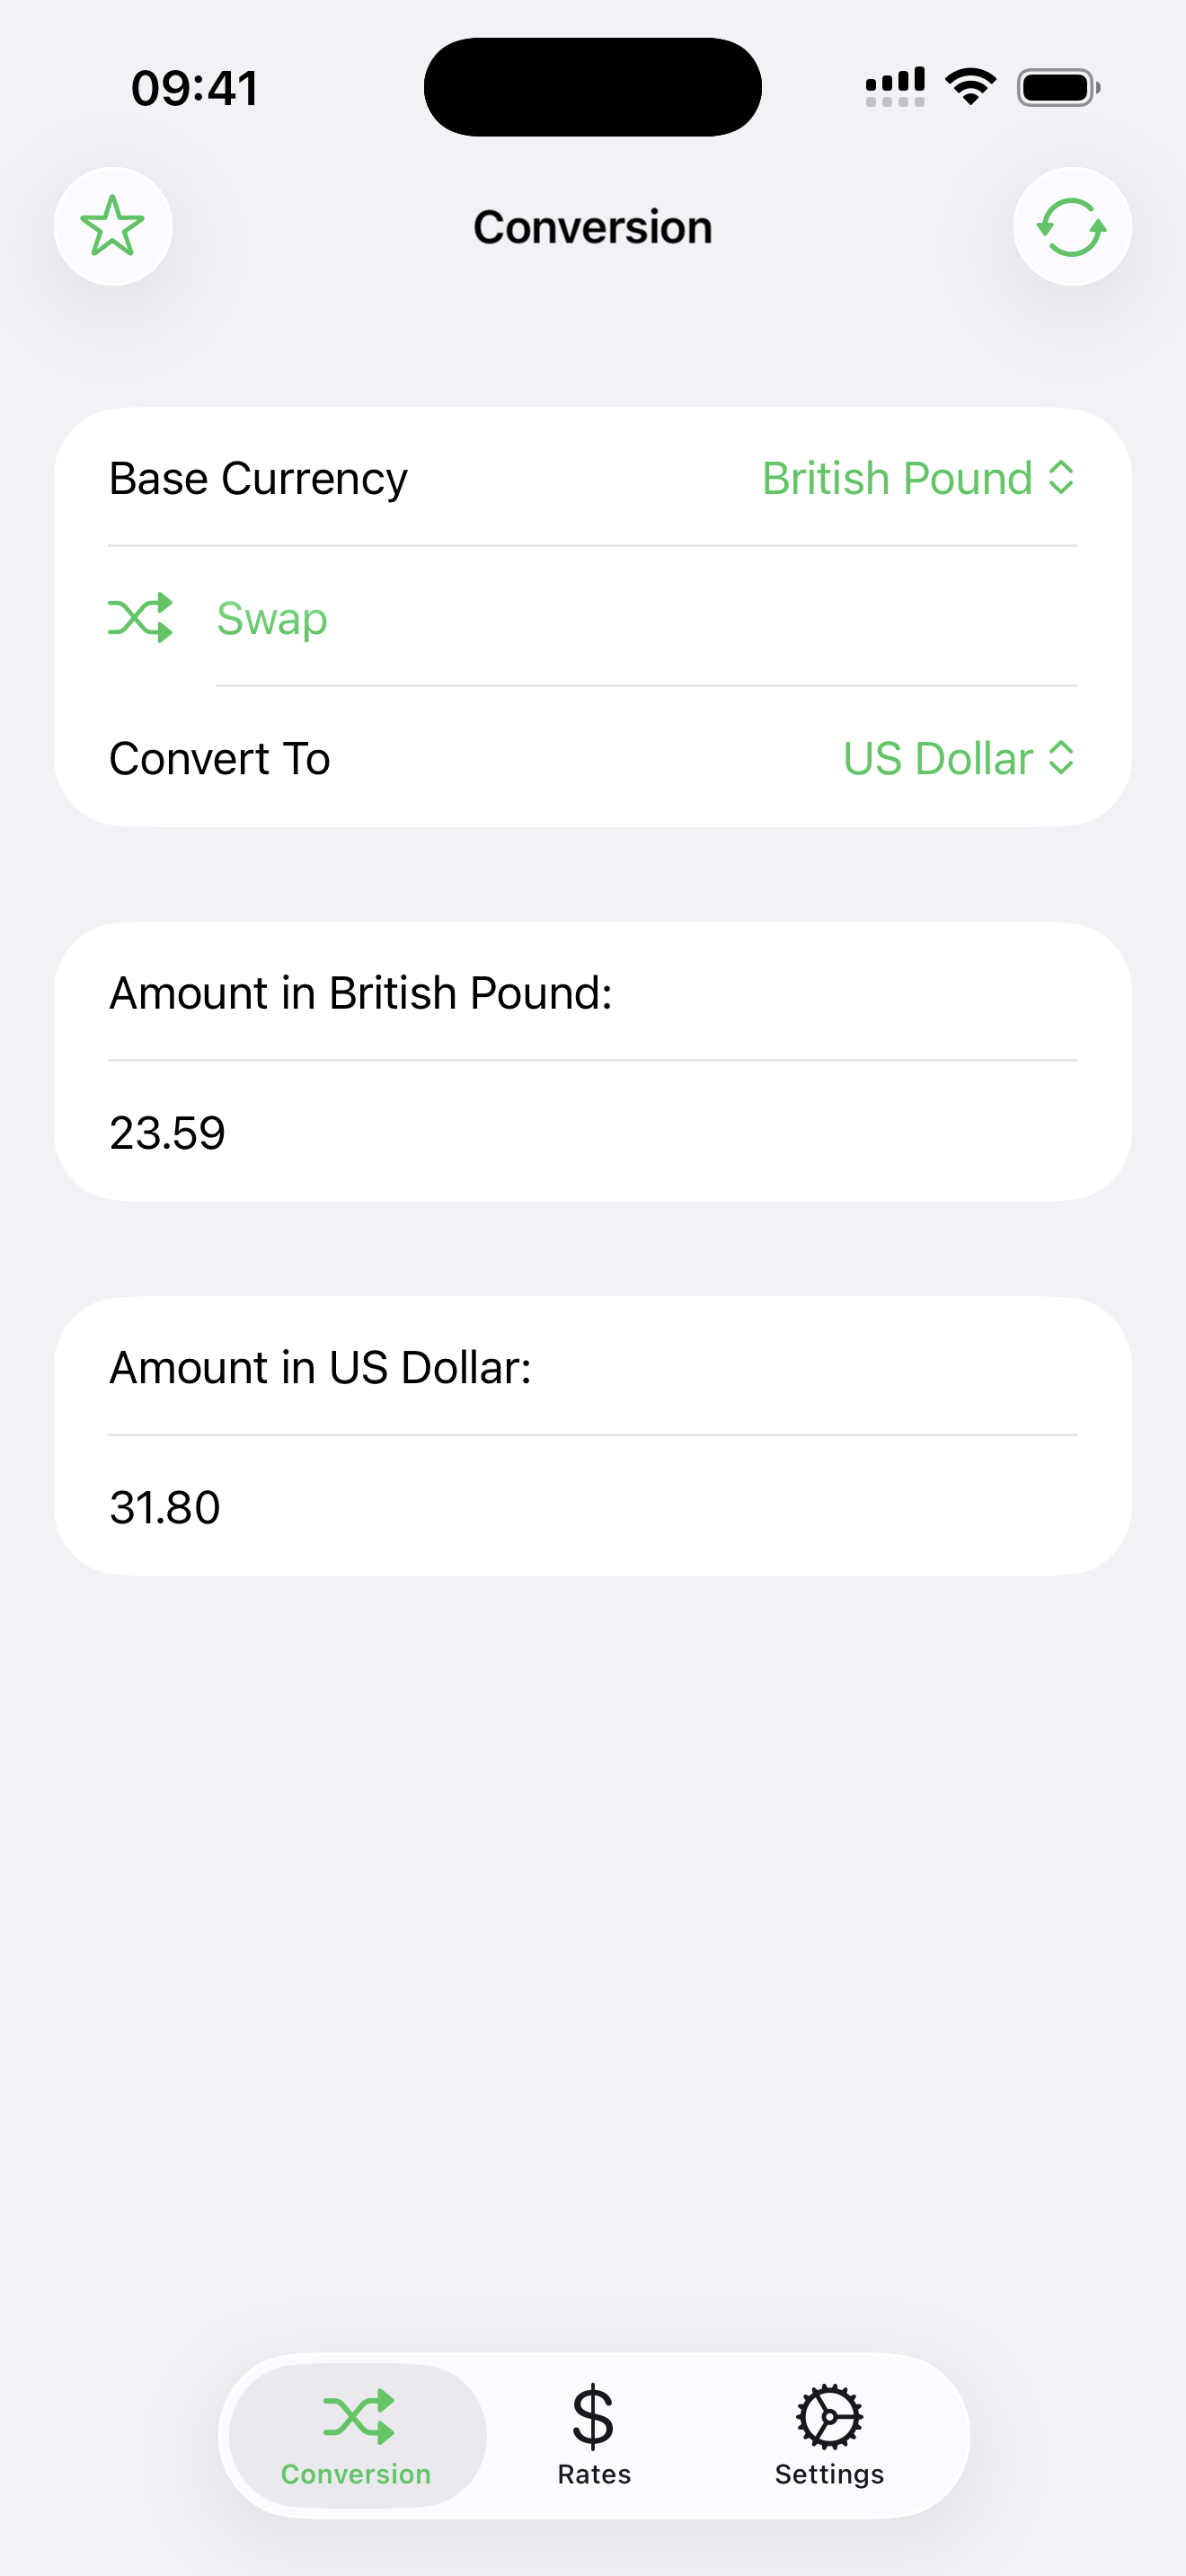 09:41
Conversion
Base Currency
British Pound
Swap
Convert To
US Dollar
Amount in British Pound:
23.59
Amount in US Dollar:
31.80
Conversion
Rates
Settings